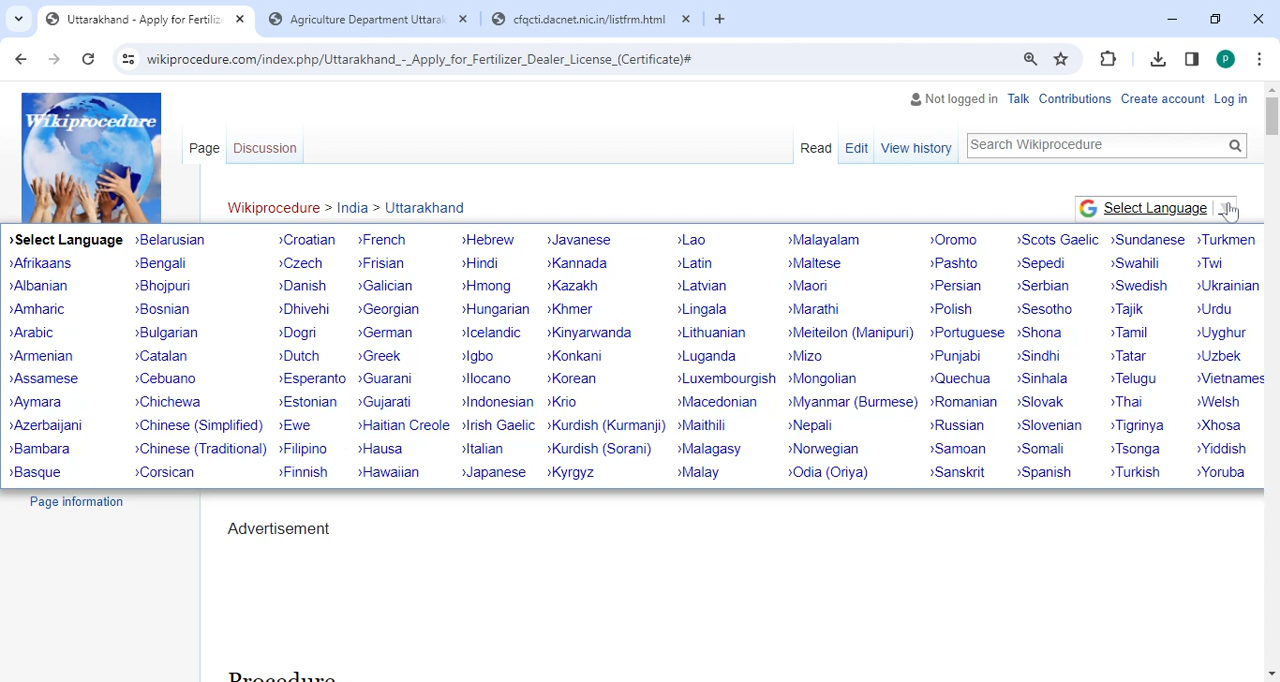 Uttarakhand - Apply for Fertiliz
Agriculture Department Uttarak
cfqcti.dacnet.nic.in/listfrm.html
wikiprocedure.com/index.php/Uttarakhand_-_Apply_for_Fertilizer_Dealer_License_(Certificate)#
P
Wikiprocedure
Not logged in Talk Contributions Create account Log in
Page Discussion Read Edit View history Search Wikiprocedure
Wikiprocedure > India > Uttarakhand
G Select Language
›Select Language ›Belarusian ›Croatian ›French ›Hebrew ›Javanese ›Lao ›Malayalam ›Oromo ›Scots Gaelic ›Sundanese ›Turkmen
›Afrikaans ›Bengali ›Czech ›Frisian ›Hindi ›Kannada ›Latin ›Maltese ›Pashto ›Sepedi ›Swahili ›Twi
›Albanian ›Bhojpuri ›Danish ›Galician ›Hmong ›Kazakh ›Latvian ›Maori ›Persian ›Serbian ›Swedish ›Ukrainian
›Amharic ›Bosnian ›Dhivehi ›Georgian ›Hungarian ›Khmer ›Lingala ›Marathi ›Polish ›Sesotho ›Tajik ›Urdu
›Arabic ›Bulgarian ›Dogri ›German ›Icelandic ›Kinyarwanda ›Lithuanian ›Meiteilon (Manipuri) ›Portuguese ›Shona ›Tamil ›Uyghur
›Armenian ›Catalan ›Dutch ›Greek ›Igbo ›Konkani ›Luganda ›Mizo ›Punjabi ›Sindhi ›Tatar ›Uzbek
›Assamese ›Cebuano ›Esperanto ›Guarani ›Ilocano ›Korean ›Luxembourgish ›Mongolian ›Quechua ›Sinhala ›Telugu ›Vietnames
›Aymara ›Chichewa ›Estonian ›Gujarati ›Indonesian ›Krio ›Macedonian ›Myanmar (Burmese) ›Romanian ›Slovak ›Thai ›Welsh
›Azerbaijani ›Chinese (Simplified) ›Ewe ›Haitian Creole ›Irish Gaelic ›Kurdish (Kurmanji) ›Maithili ›Nepali ›Russian ›Slovenian ›Tigrinya ›Xhosa
›Bambara ›Chinese (Traditional) ›Filipino ›Hausa ›Italian ›Kurdish (Sorani) ›Malagasy ›Norwegian ›Samoan ›Somali ›Tsonga ›Yiddish
›Basque ›Corsican ›Finnish ›Hawaiian ›Japanese ›Kyrgyz ›Malay ›Odia (Oriya) ›Sanskrit ›Spanish ›Turkish ›Yoruba
Page information
Advertisement
Procedure